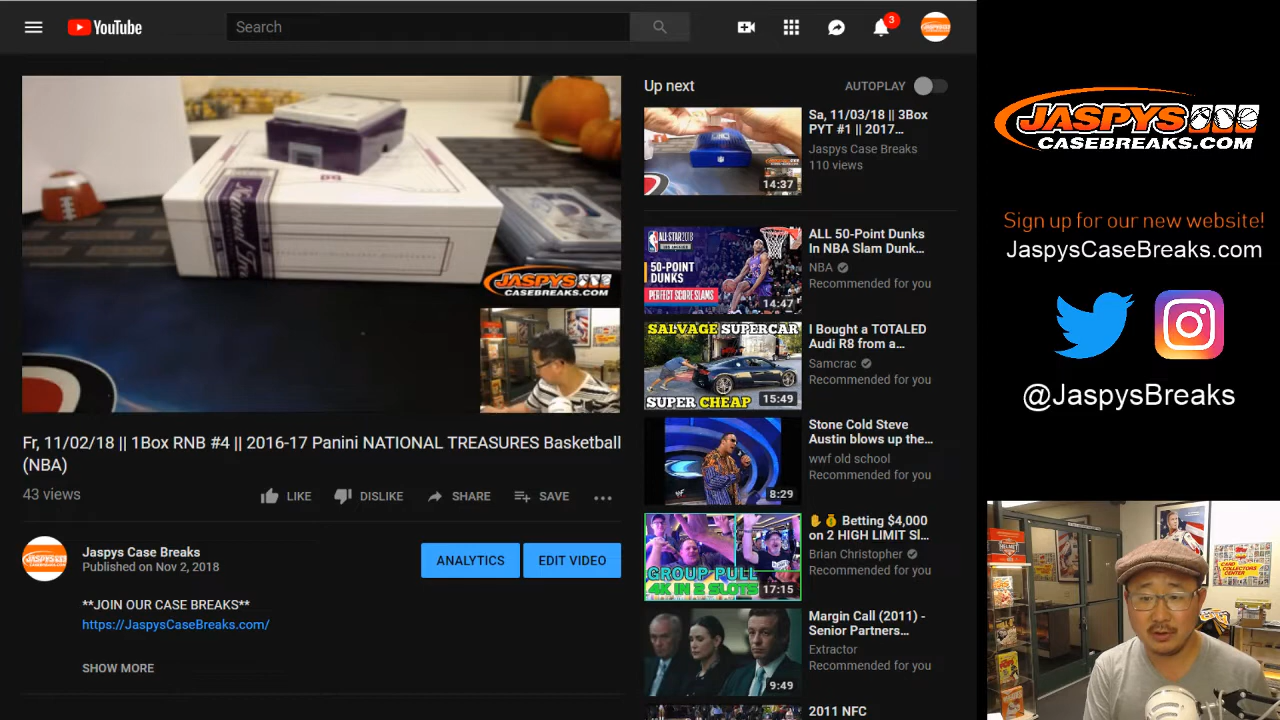 YouTube
Search
3
JASPYS
CASEBREAKS.COM
Fr, 11/02/18 || 1Box RNB #4 || 2016-17 Panini NATIONAL TREASURES Basketball
(NBA)
43 views
LIKE
DISLIKE
SHARE
SAVE
Jaspys Case Breaks
Published on Nov 2, 2018
ANALYTICS
EDIT VIDEO
**JOIN OUR CASE BREAKS**
https://JaspysCaseBreaks.com/
SHOW MORE
Up next
AUTOPLAY
14:37
Sa, 11/03/18 || 3Box
PYT #1 || 2017...
Jaspys Case Breaks
110 views
50-POINT
DUNKS
PERFECT SCORE SLAMS
14:47
ALL 50-Point Dunks
In NBA Slam Dunk...
NBA
Recommended for you
SALVAGE SUPERCAR
SUPER CHEAP
15:49
I Bought a TOTALED
Audi R8 from a...
Samcrac
Recommended for you
8:29
Stone Cold Steve
Austin blows up the...
wwf old school
Recommended for you
GROUP PULL
4K IN 2 SLOTS
17:15
Betting $4,000
on 2 HIGH LIMIT Sl...
Brian Christopher
Recommended for you
9:49
Margin Call (2011) -
Senior Partners...
Extractor
Recommended for you
2011 NFC
JASPYS
CASEBREAKS.COM
Sign up for our new website!
JaspysCaseBreaks.com
@JaspysBreaks